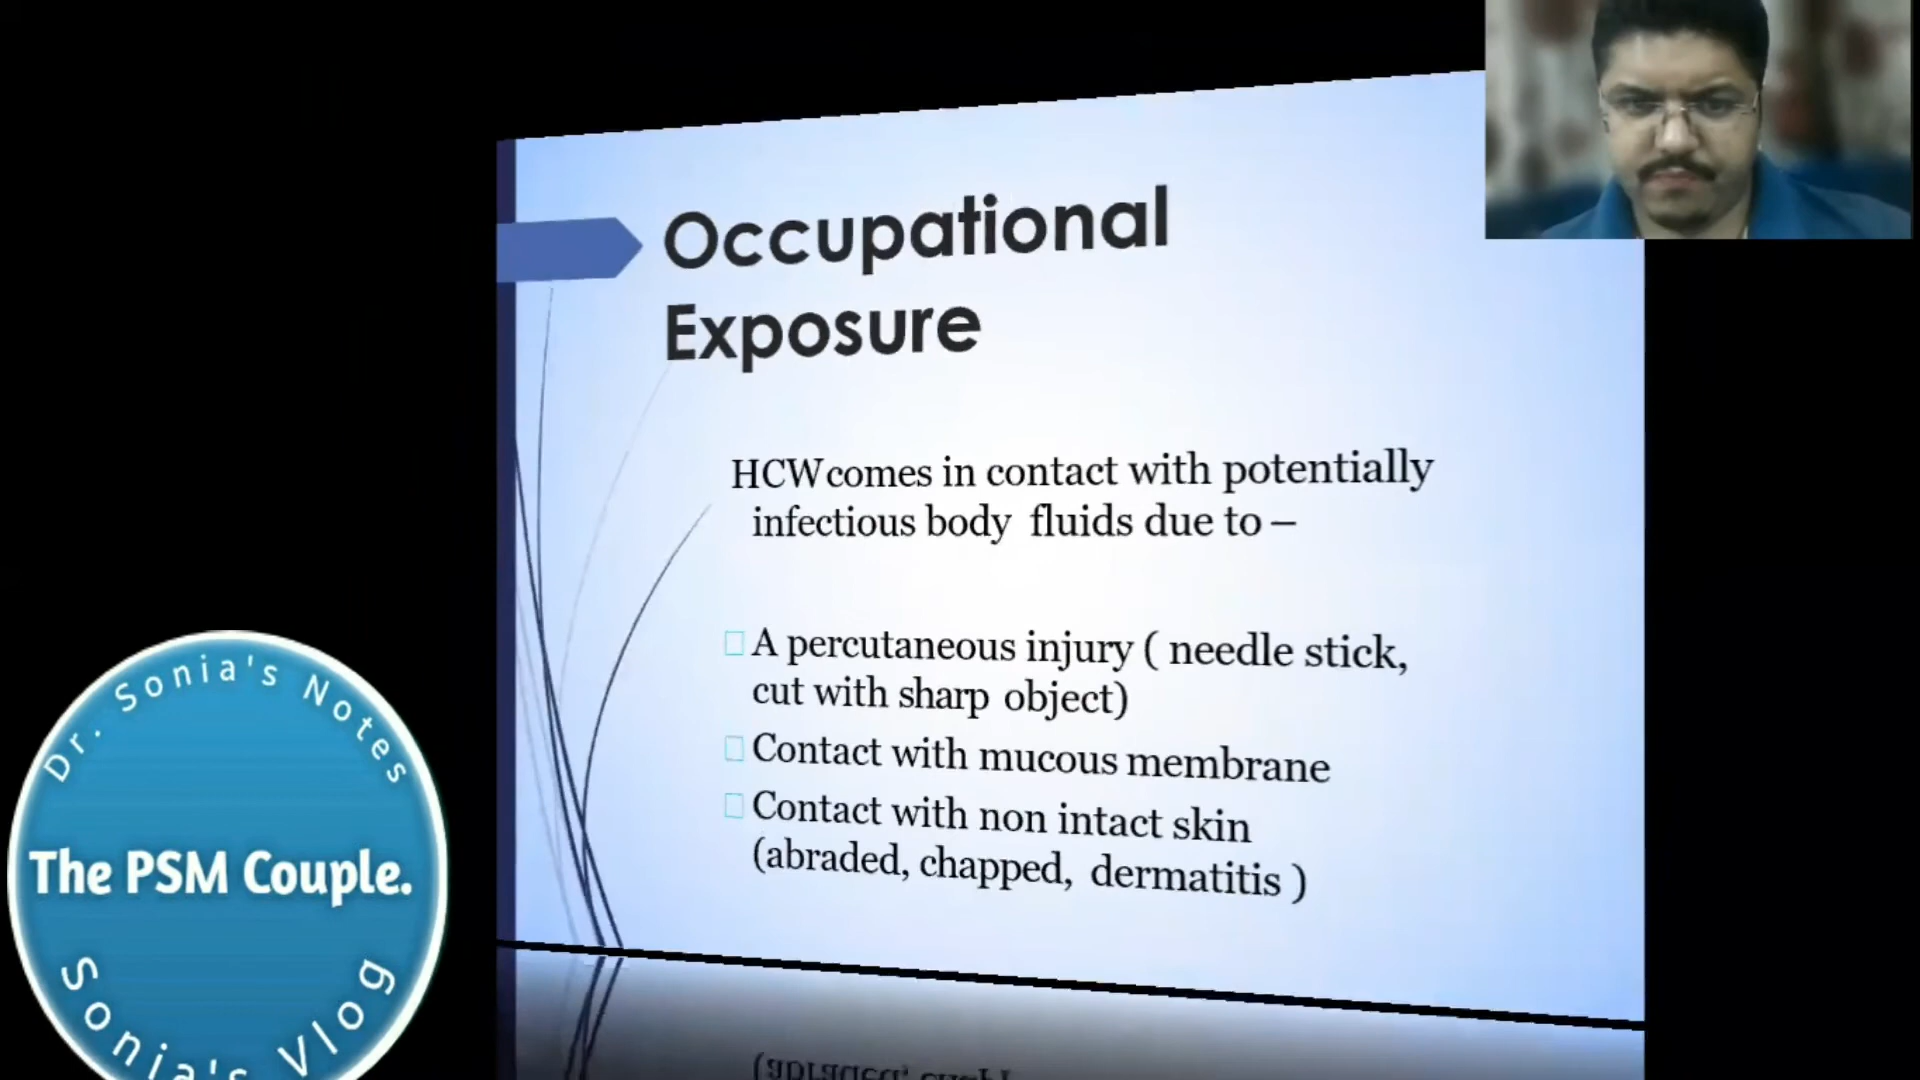 Occupational
Exposure
HCW comes in contact with potentially
infectious body fluids due to –
A percutaneous injury ( needle stick,
cut with sharp object)
Contact with mucous membrane
Contact with non intact skin
(abraded, chapped, dermatitis )
Dr. Sonia's Notes
The PSM Couple.
Sonia's Vlog